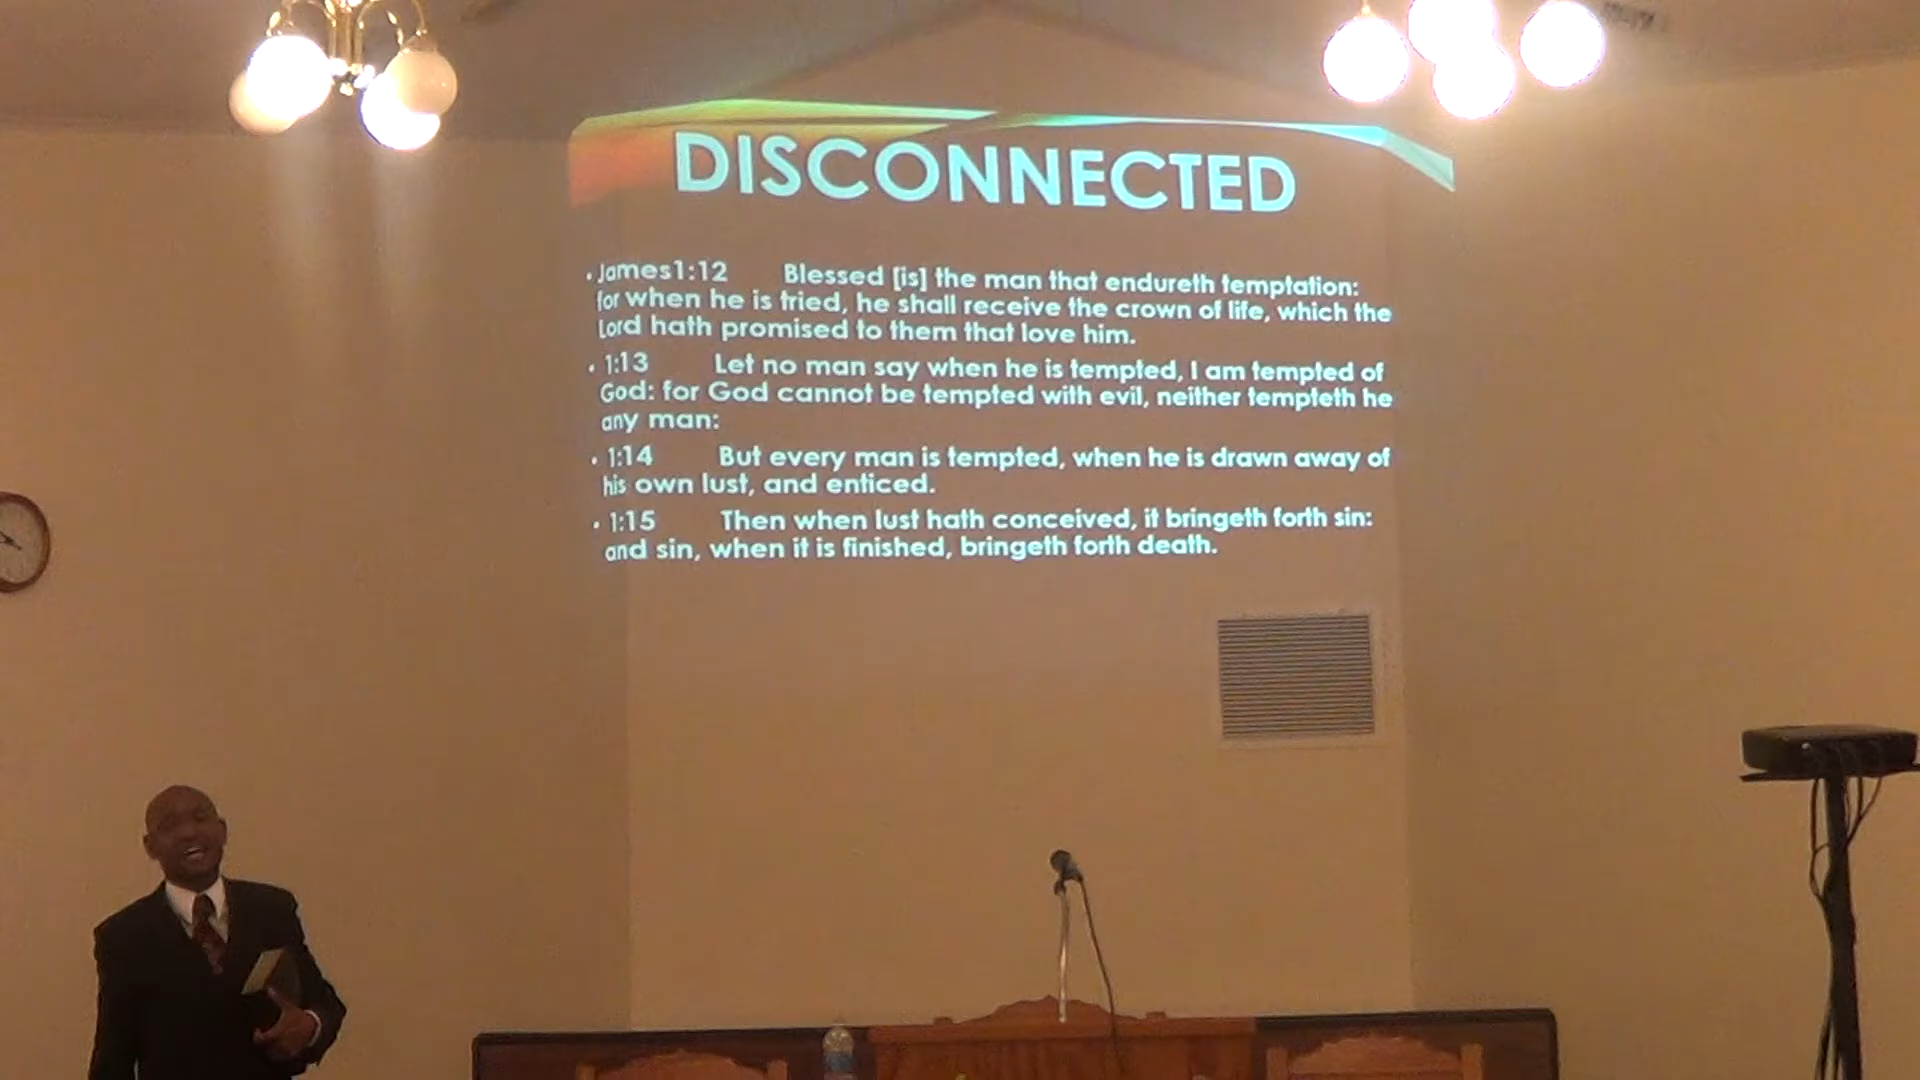 DISCONNECTED
• James1:12 Blessed [is] the man that endureth temptation:
for when he is tried, he shall receive the crown of life, which the
Lord hath promised to them that love him.
• 1:13 Let no man say when he is tempted, I am tempted of
God: for God cannot be tempted with evil, neither tempteth he
any man:
• 1:14 But every man is tempted, when he is drawn away of
his own lust, and enticed.
• 1:15 Then when lust hath conceived, it bringeth forth sin:
and sin, when it is finished, bringeth forth death.